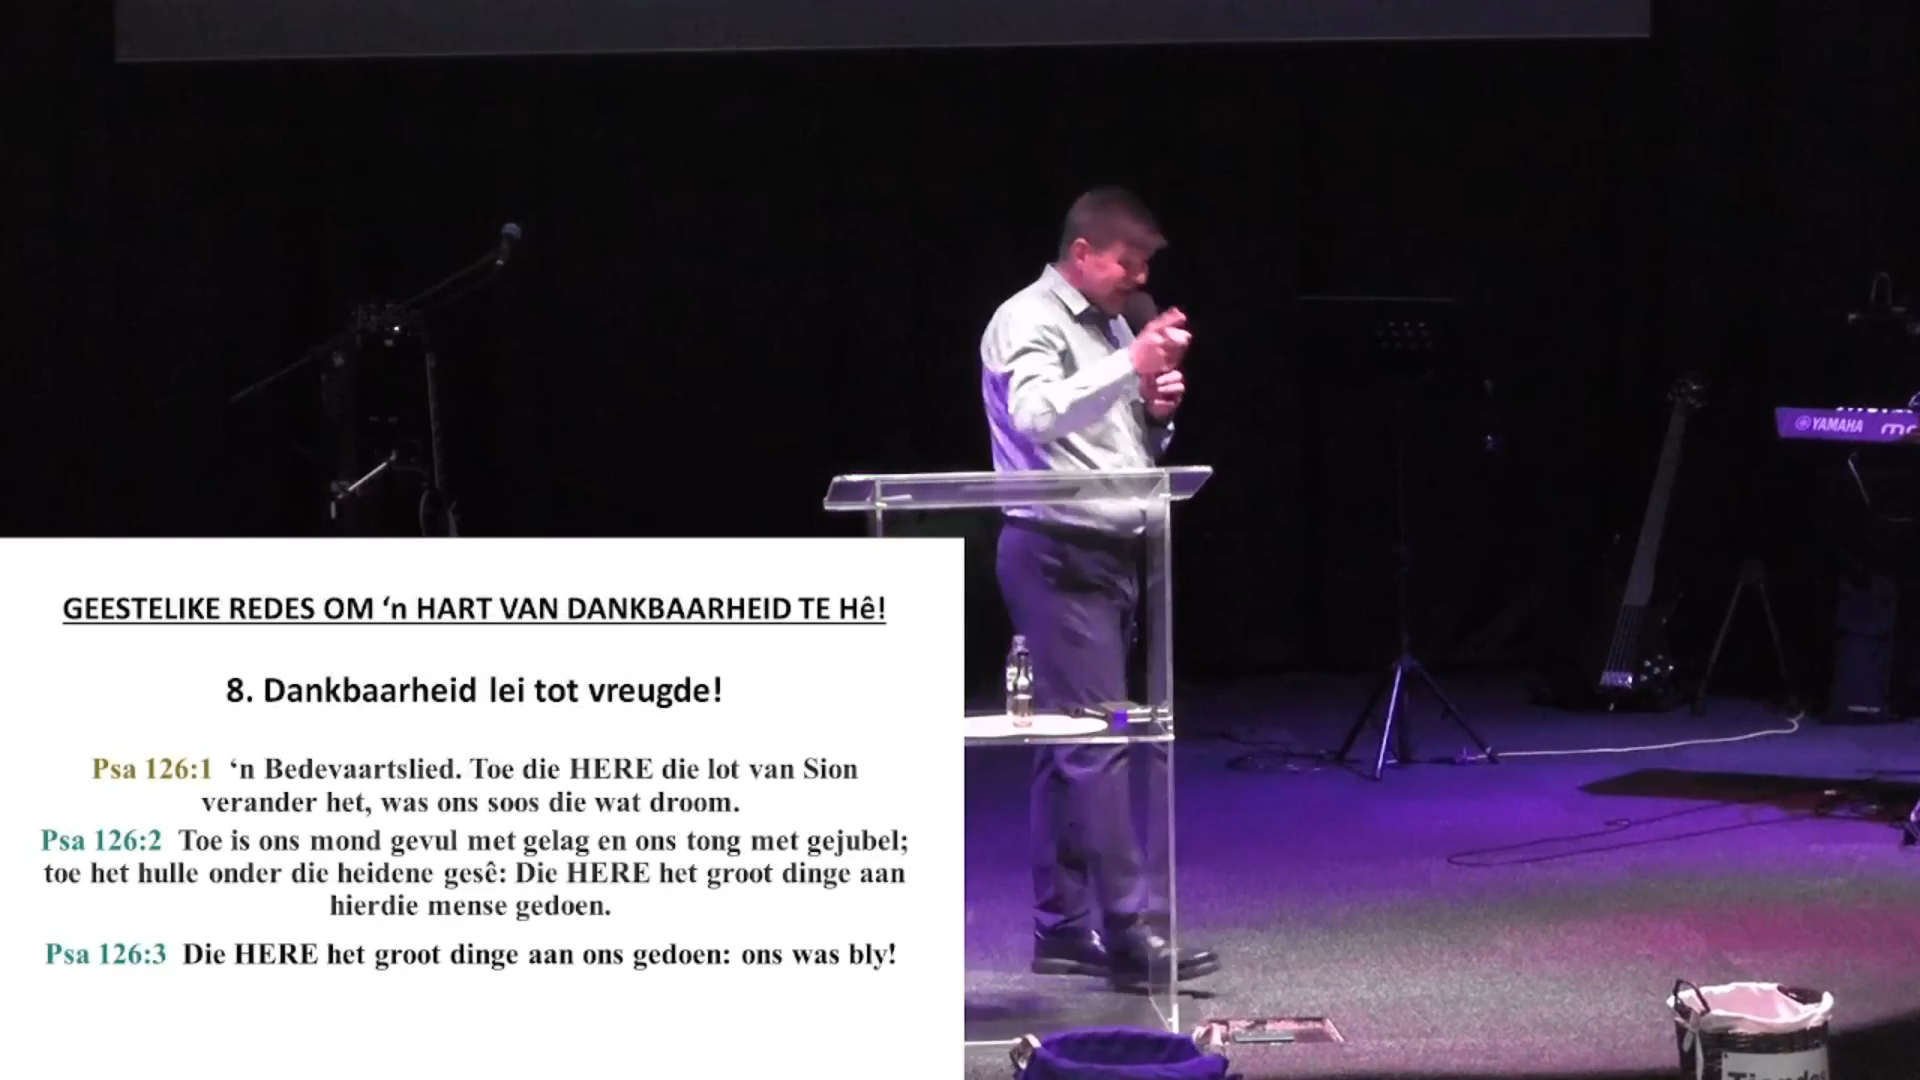 YAMAHA
GEESTELIKE REDES OM ‘n HART VAN DANKBAARHEID TE Hê!
8. Dankbaarheid lei tot vreugde!
Psa 126:1 ‘n Bedevaartslied. Toe die HERE die lot van Sion
verander het, was ons soos die wat droom.
Psa 126:2 Toe is ons mond gevul met gelag en ons tong met gejubel;
toe het hulle onder die heidene gesê: Die HERE het groot dinge aan
hierdie mense gedoen.
Psa 126:3 Die HERE het groot dinge aan ons gedoen: ons was bly!